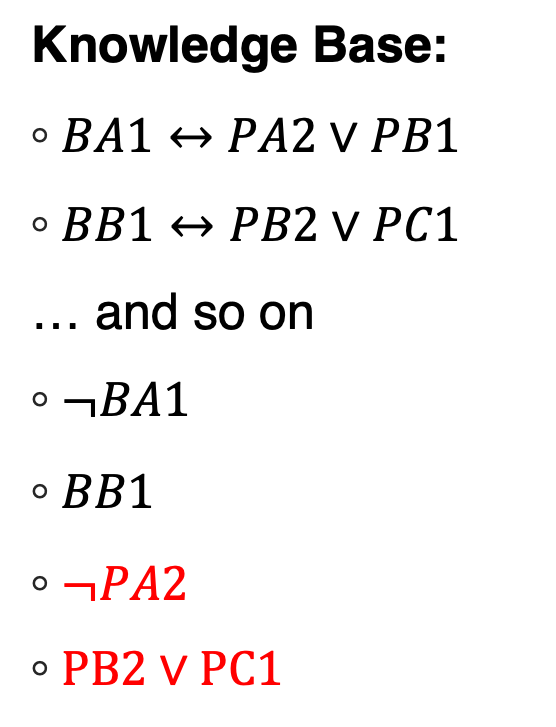 Knowledge Base:
◦ BA1 ↔ PA2 ∨ PB1
◦ BB1 ↔ PB2 ∨ PC1
… and so on
◦ ¬BA1
◦ BB1
◦ ¬PA2
◦ PB2 ∨ PC1